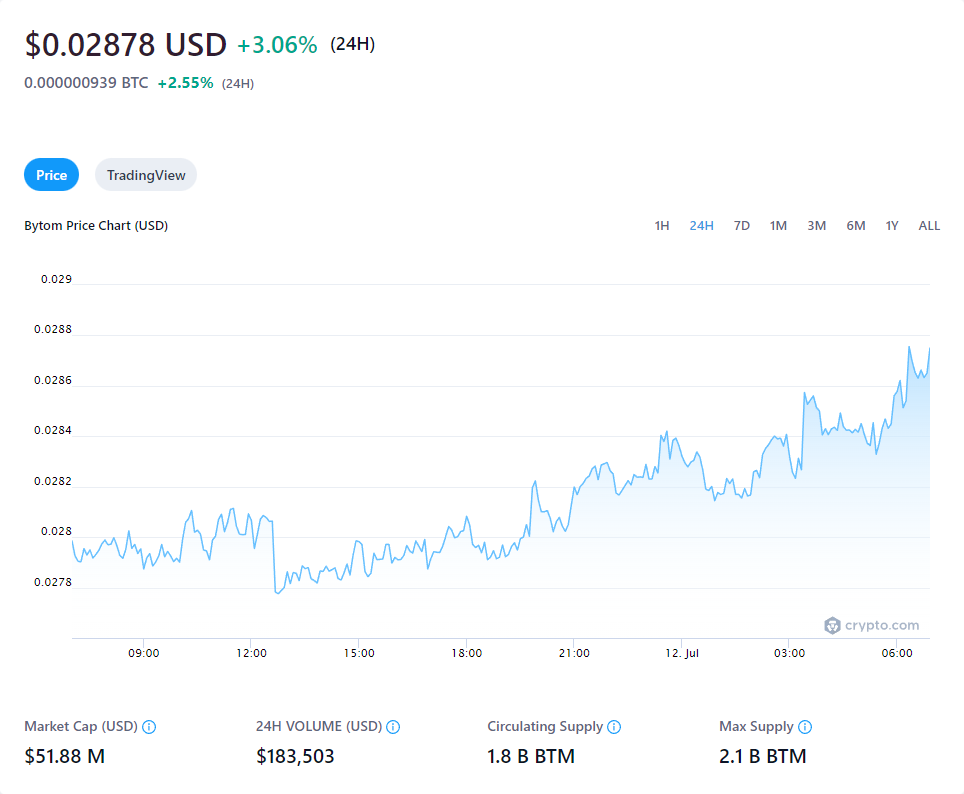 $0.02878 USD +3.06% (24H)
0.000000939 BTC +2.55% (24H)
Price TradingView
Bytom Price Chart (USD) 1H 24H 7D 1M 3M 6M 1Y ALL
0.029
0.0288
0.0286
0.0284
0.0282
0.028
0.0278
crypto.com
09:00 12:00 15:00 18:00 21:00 12. Jul 03:00 06:00
Market Cap (USD) 24H VOLUME (USD) Circulating Supply Max Supply
$51.88 M $183,503 1.8 B BTM 2.1 B BTM